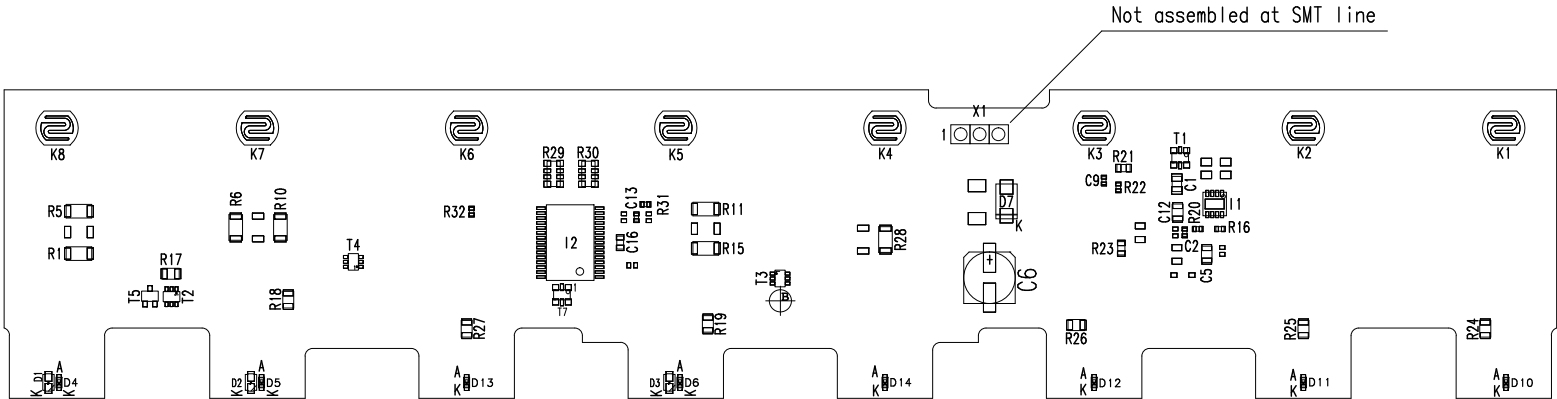 Not assembled at SMT line
X1
1
K8
K7
K6
K5
K4
K3
K2
K1
T1
R29
R30
R21
C9
R22
C1
R5
R6
R10
R32
C13
R31
R11
D7
K
C12
R20
I1
R16
R1
I2
C16
R15
R28
R23
C2
C5
T4
R17
T5
T2
R18
T3
B
+
C6
1
T7
R27
R19
R26
R25
R24
K D1 A D4 K
K D2 A D5 K
A K D13
K D3 A D6 K
A K D14
A K D12
A K D11
A K D10